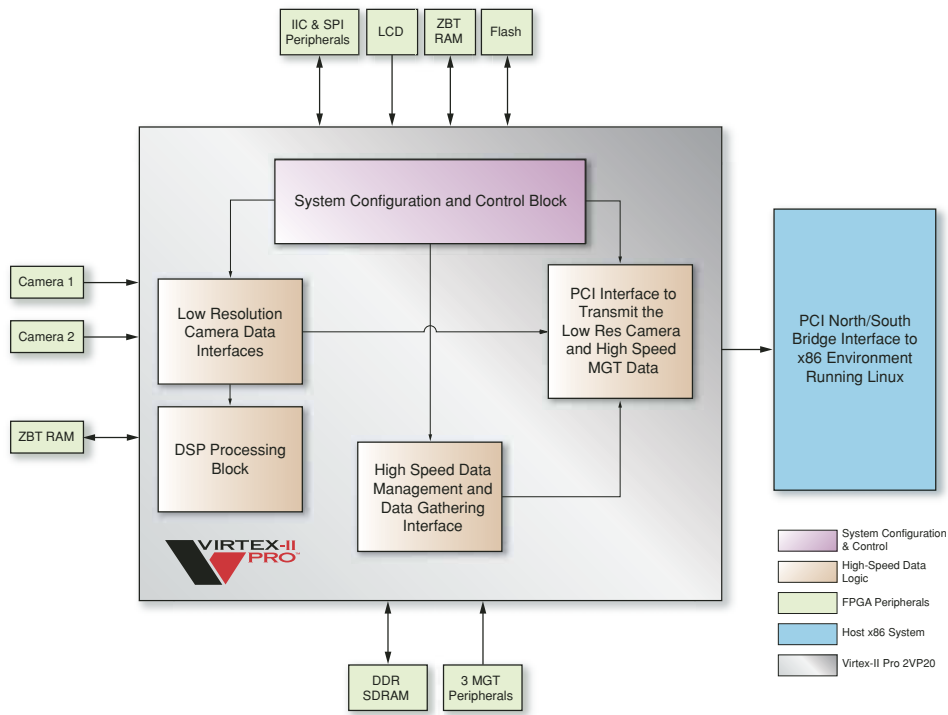 IIC & SPI
Peripherals
LCD
ZBT
RAM
Flash
System Configuration and Control Block
Camera 1
Camera 2
ZBT RAM
Low Resolution
Camera Data
Interfaces
PCI Interface to
Transmit the
Low Res Camera
and High Speed
MGT Data
DSP Processing
Block
High Speed Data
Management and
Data Gathering
Interface
PCI North/South
Bridge Interface to
x86 Environment
Running Linux
VIRTEX-II
PRO™
DDR
SDRAM
3 MGT
Peripherals
System Configuration
& Control
High-Speed Data
Logic
FPGA Peripherals
Host x86 System
Virtex-II Pro 2VP20